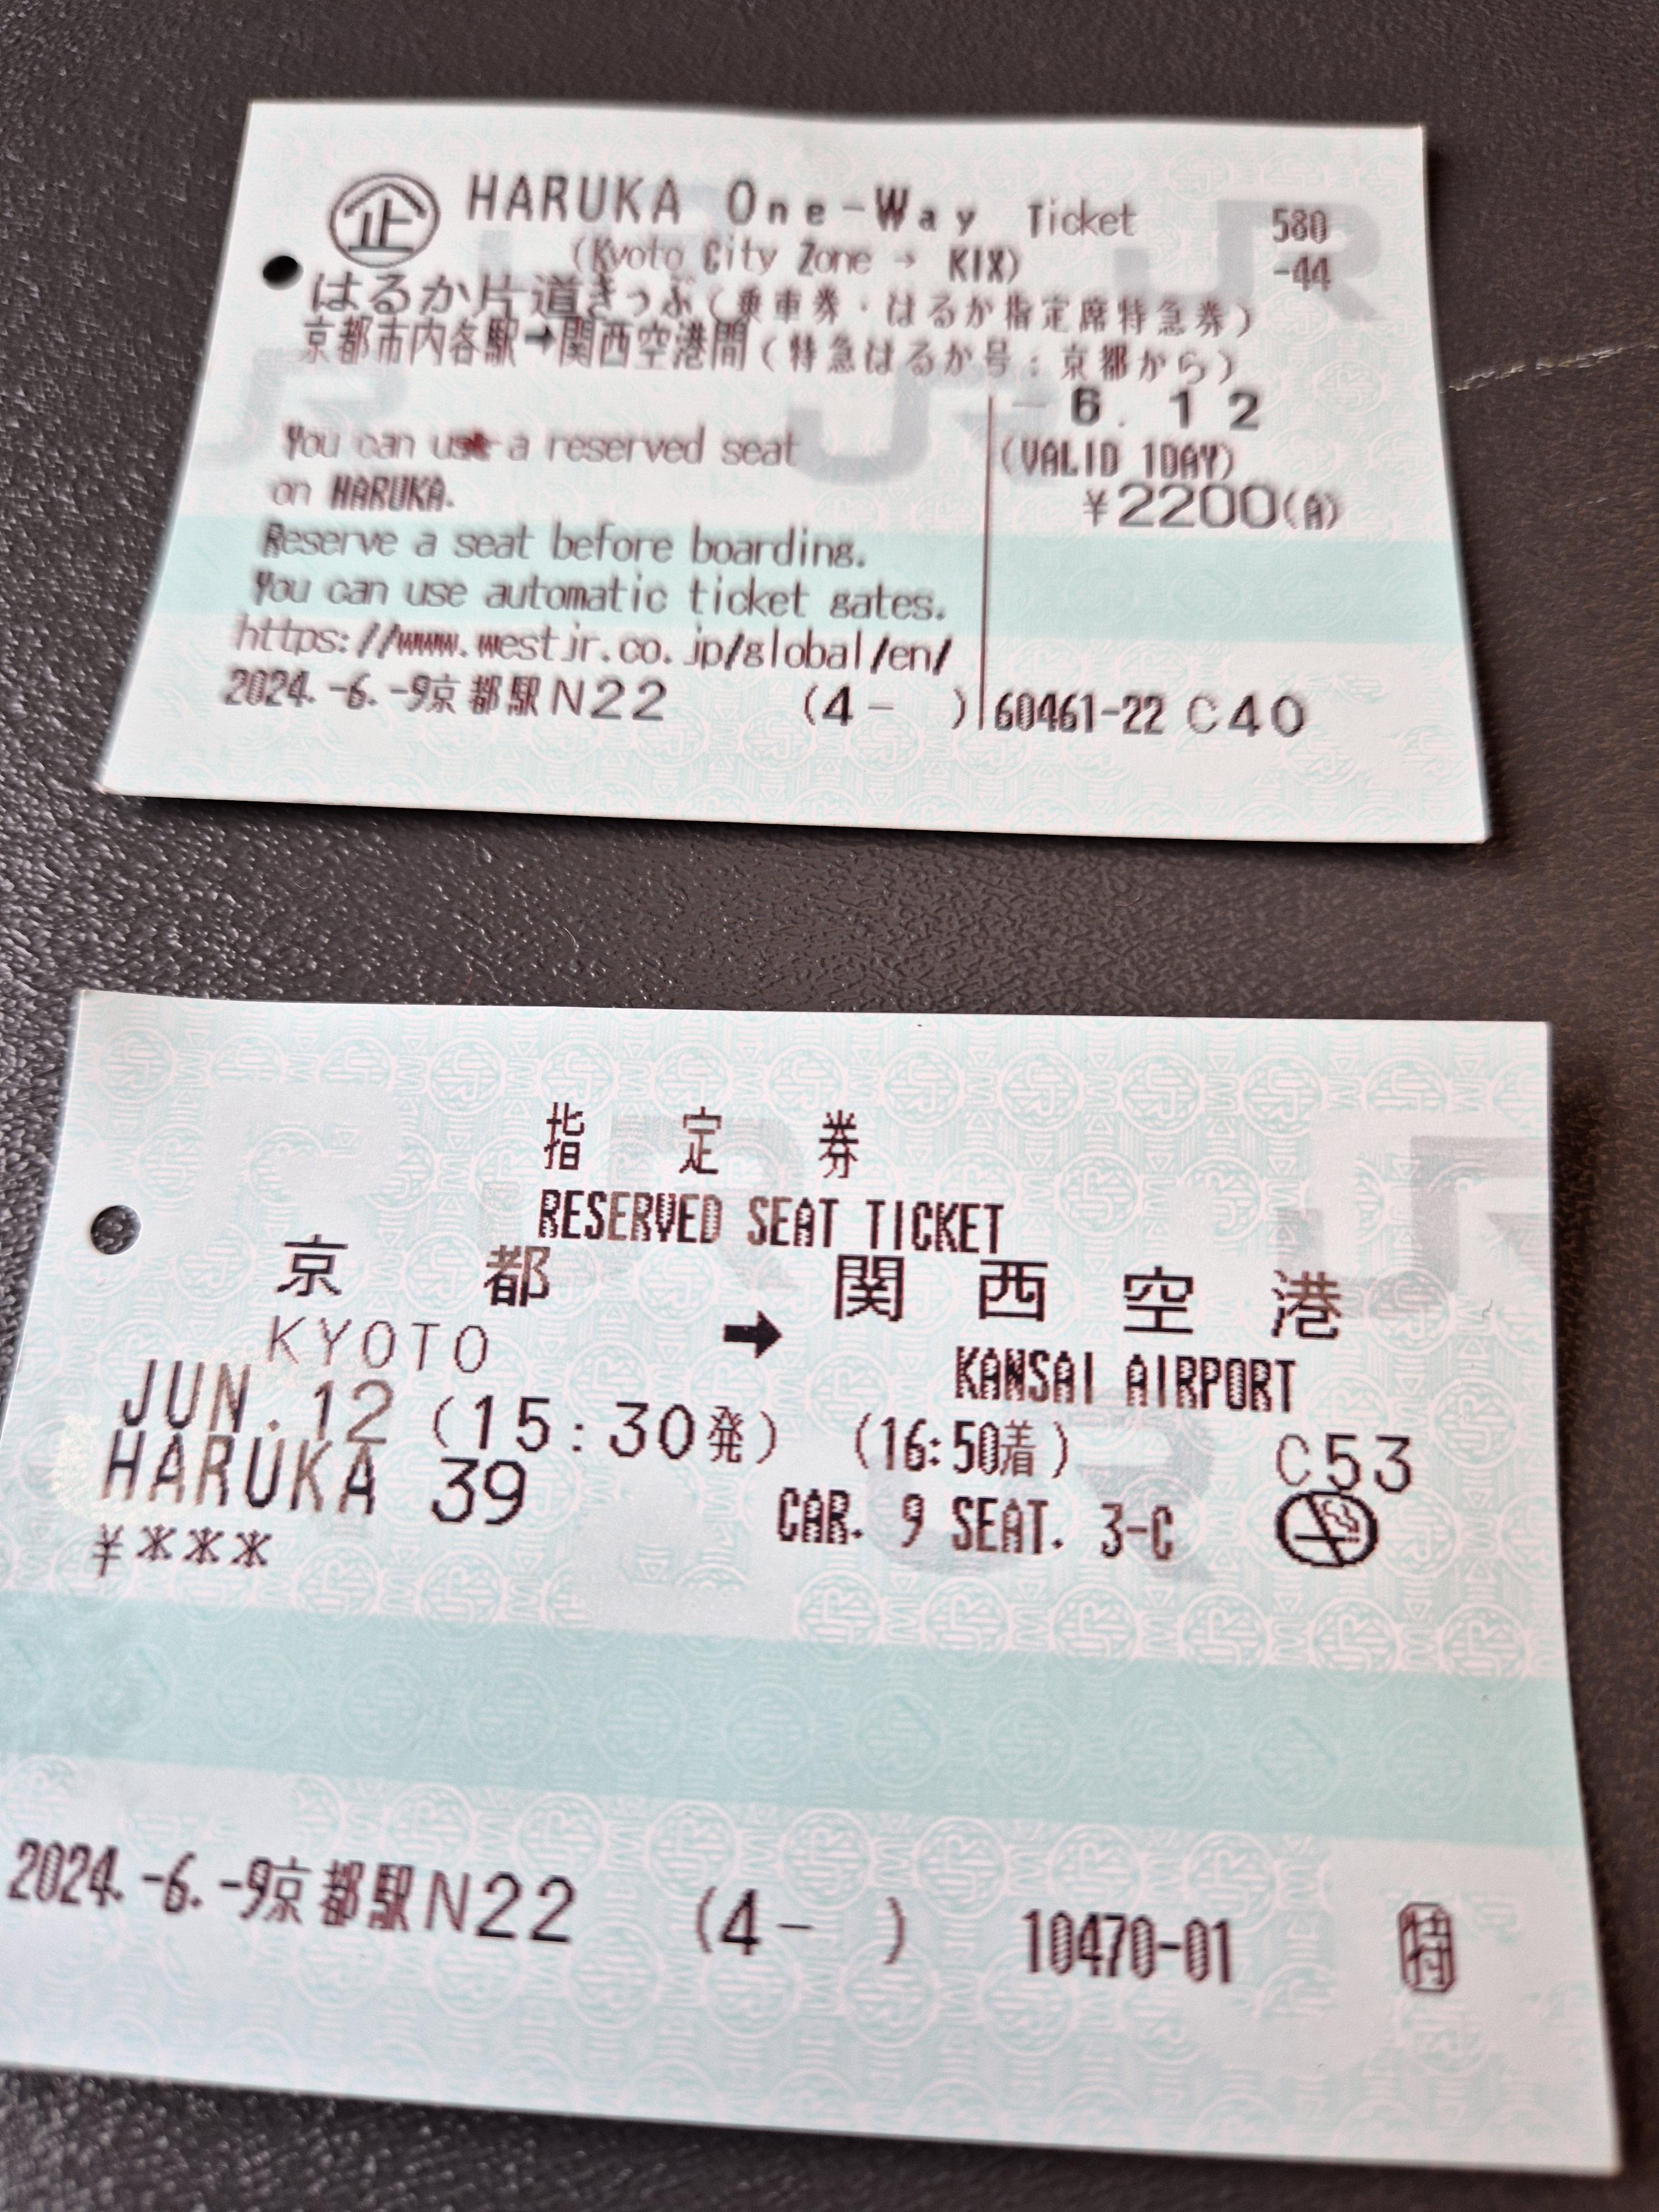 企 HARUKA One-Way Ticket 580
(Kyoto City Zone → KIX) -44
はるか片道きっぷ(乗車券・はるか指定席特急券)
京都市内各駅➡関西空港間(特急はるか号:京都から)
- 6. 12
You can use a reserved seat (VALID 1DAY)
on HARUKA. ¥2200(A)
Reserve a seat before boarding.
You can use automatic ticket gates.
https://www.westjr.co.jp/global/en/
2024.-6.-9京都駅N22 (4- ) 60461-22 C40
指定券
RESERVED SEAT TICKET
京都 ➡ 関西空港
KYOTO KANSAI AIRPORT
JUN.12 (15:30発) (16:50着) C53
HARUKA 39 CAR. 9 SEAT. 3-C
¥***
2024.-6.-9京都駅N22 (4- ) 10470-01 特